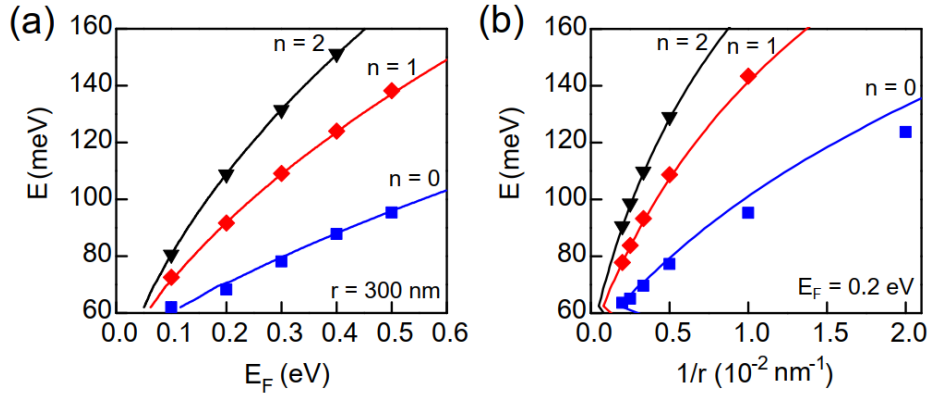 (a)
160
140
120
100
80
60
E (meV)
n = 2
n = 1
n = 0
r = 300 nm
0.0 0.1 0.2 0.3 0.4 0.5 0.6
E_F (eV)
(b)
160
140
120
100
80
60
E (meV)
n = 2
n = 1
n = 0
E_F = 0.2 eV
0.0 0.5 1.0 1.5 2.0
1/r (10⁻² nm⁻¹)